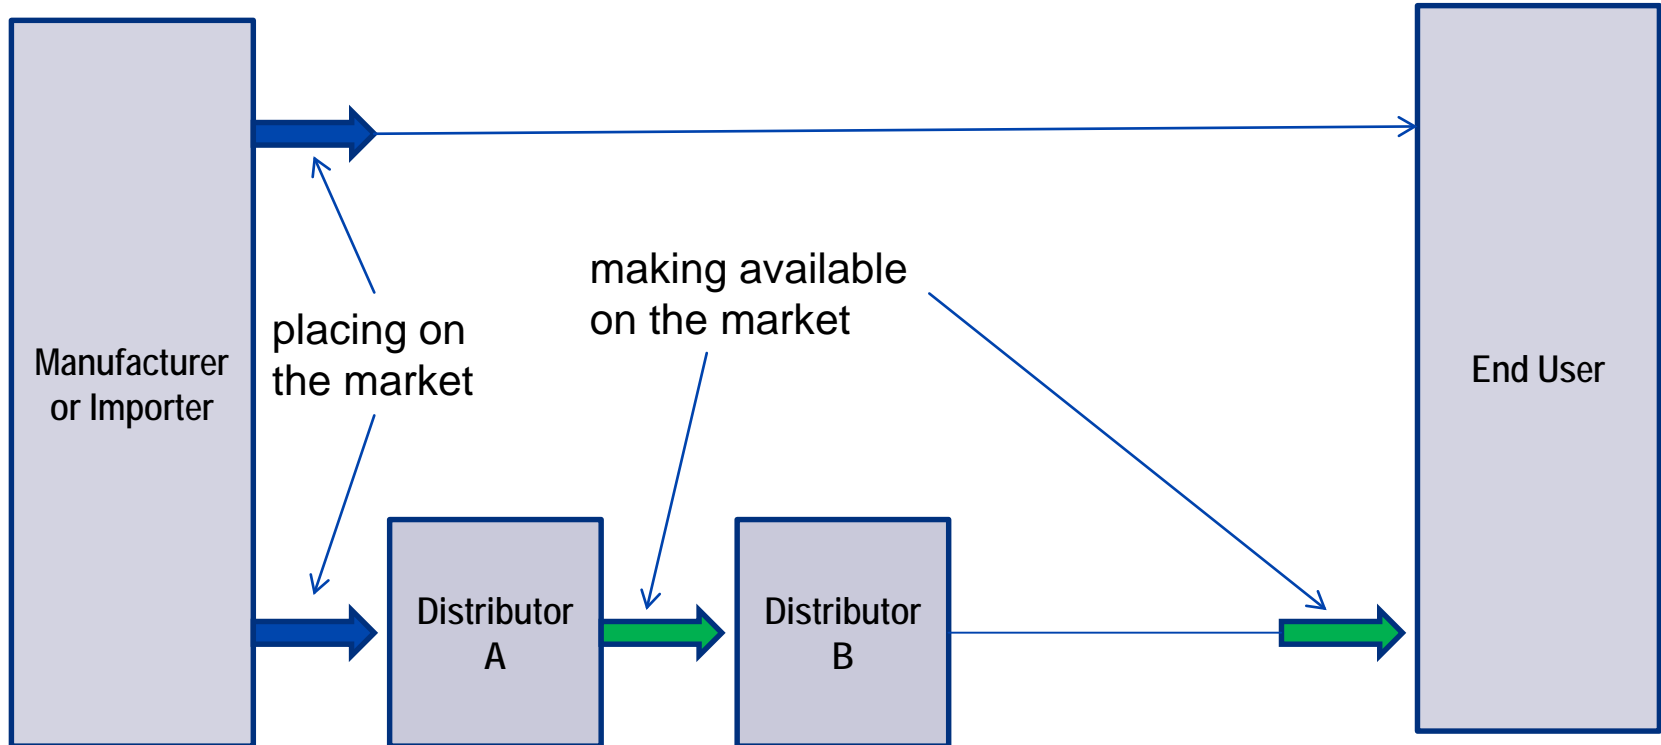 Manufacturer
or Importer
placing on
the market
making available
on the market
End User
Distributor
A
Distributor
B